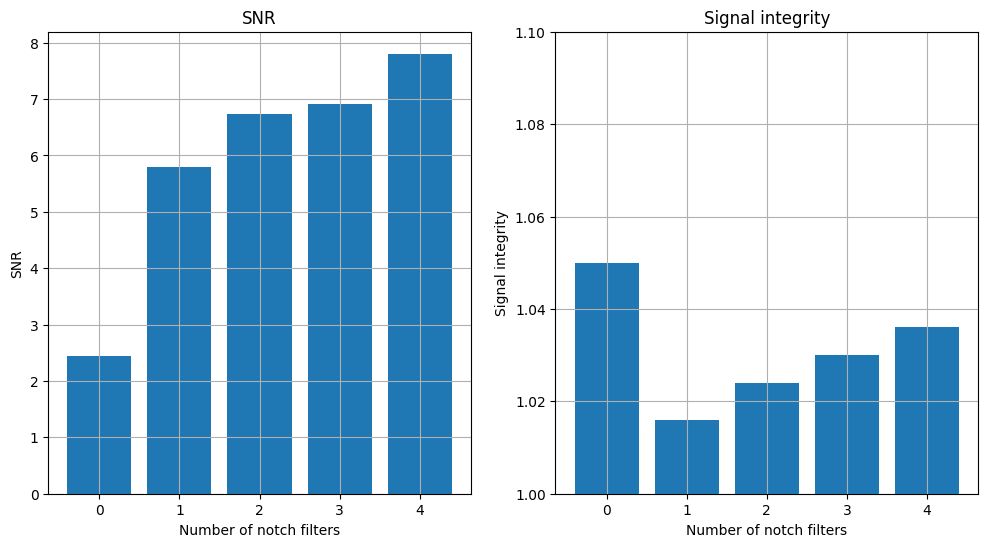 SNR
SNR
8
7
6
5
4
3
2
1
0
0 1 2 3 4
Number of notch filters
Signal integrity
Signal integrity
1.10
1.08
1.06
1.04
1.02
1.00
0 1 2 3 4
Number of notch filters